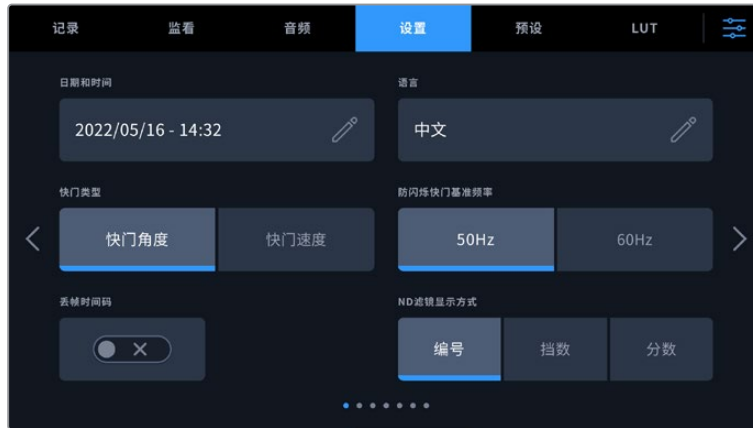 记录 监看 音频 设置 预设 LUT
日期和时间 语言
2022/05/16 - 14:32 中文
快门类型 防闪烁快门基准频率
快门角度 快门速度 50Hz 60Hz
丢帧时间码 ND滤镜显示方式
编号 挡数 分数